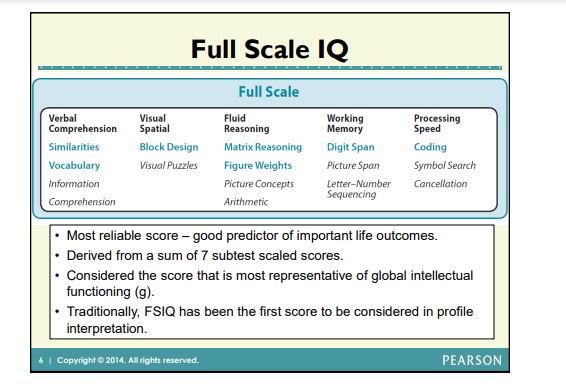 Full Scale IQ
Full Scale
Verbal Comprehension
Similarities
Vocabulary
Information
Comprehension
Visual Spatial
Block Design
Visual Puzzles
Fluid Reasoning
Matrix Reasoning
Figure Weights
Picture Concepts
Arithmetic
Working Memory
Digit Span
Picture Span
Letter–Number Sequencing
Processing Speed
Coding
Symbol Search
Cancellation
• Most reliable score – good predictor of important life outcomes.
• Derived from a sum of 7 subtest scaled scores.
• Considered the score that is most representative of global intellectual
functioning (g).
• Traditionally, FSIQ has been the first score to be considered in profile
interpretation.
6 | Copyright © 2014. All rights reserved.
PEARSON